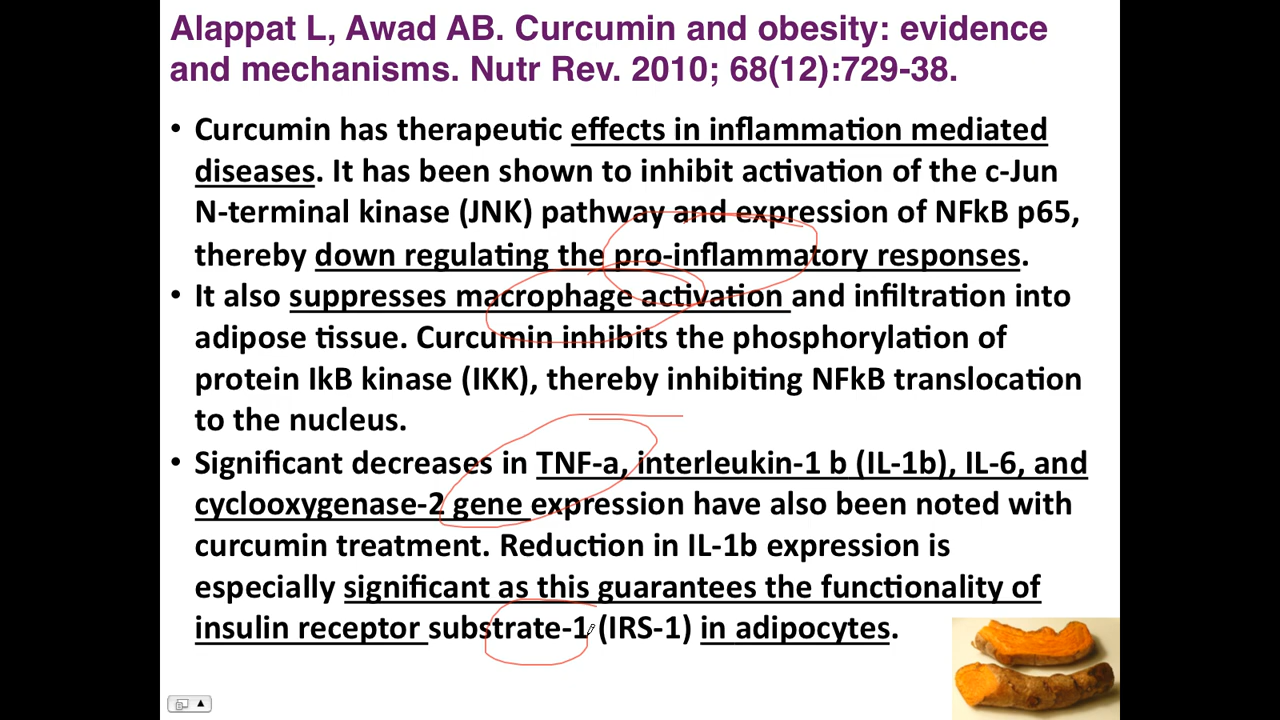 Alappat L, Awad AB. Curcumin and obesity: evidence
and mechanisms. Nutr Rev. 2010; 68(12):729-38.
• Curcumin has therapeutic effects in inflammation mediated
diseases. It has been shown to inhibit activation of the c-Jun
N-terminal kinase (JNK) pathway and expression of NFkB p65,
thereby down regulating the pro-inflammatory responses.
• It also suppresses macrophage activation and infiltration into
adipose tissue. Curcumin inhibits the phosphorylation of
protein IkB kinase (IKK), thereby inhibiting NFkB translocation
to the nucleus.
• Significant decreases in TNF-a, interleukin-1 b (IL-1b), IL-6, and
cyclooxygenase-2 gene expression have also been noted with
curcumin treatment. Reduction in IL-1b expression is
especially significant as this guarantees the functionality of
insulin receptor substrate-1 (IRS-1) in adipocytes.